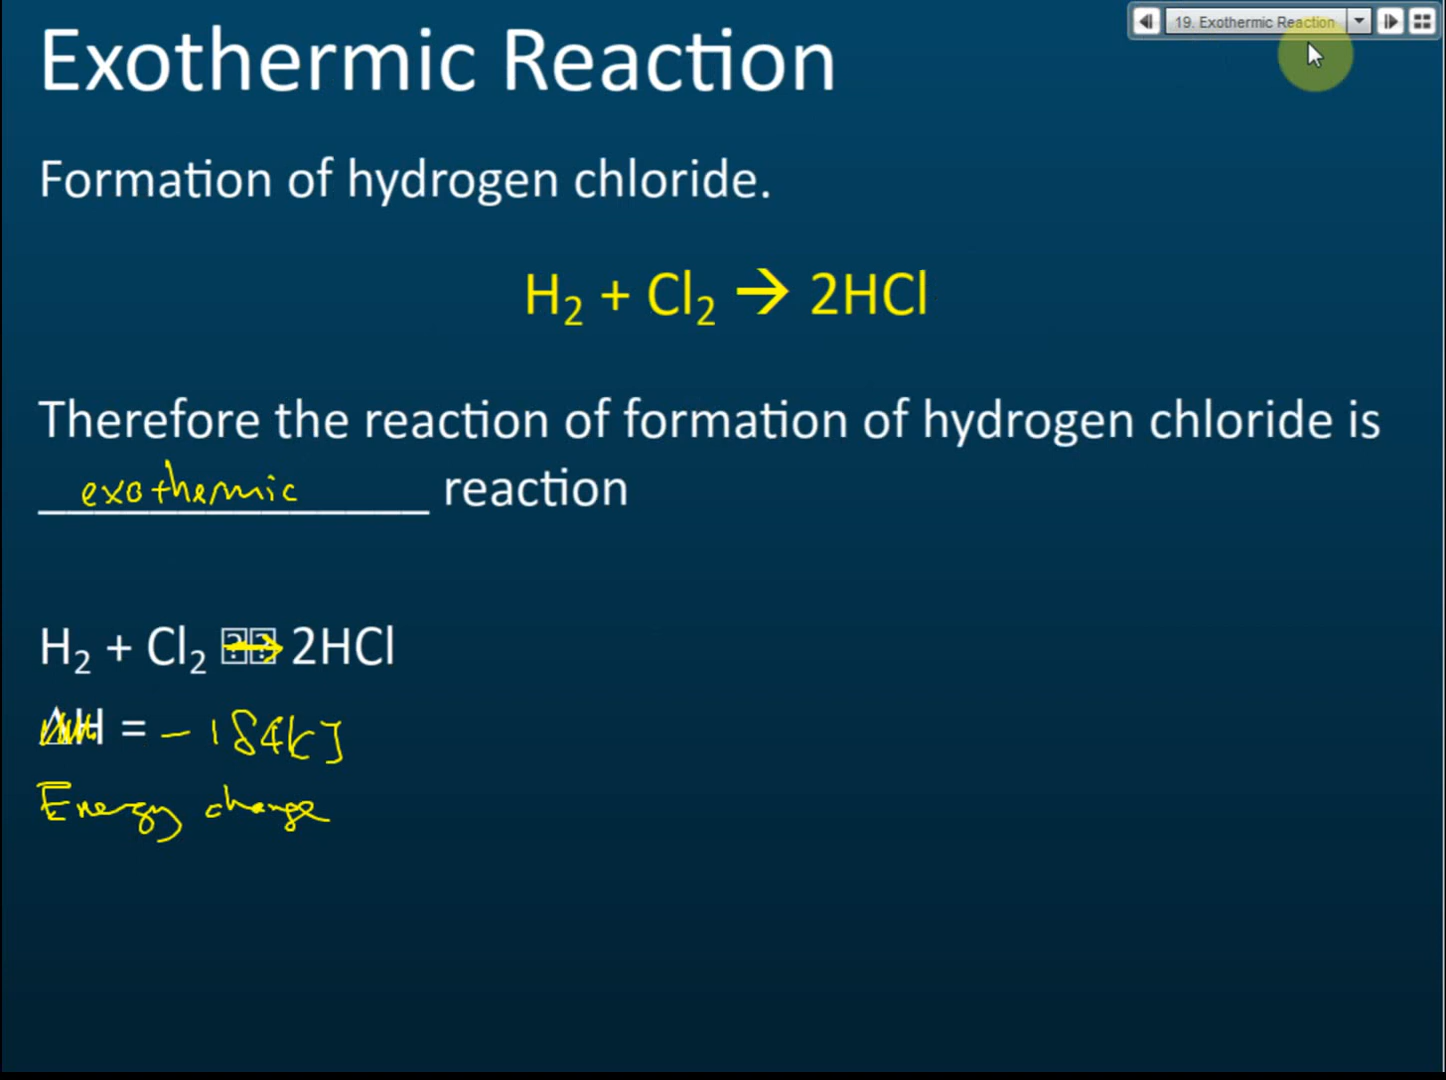 19. Exothermic Reaction
Exothermic Reaction
Formation of hydrogen chloride.
H₂ + Cl₂ → 2HCl
Therefore the reaction of formation of hydrogen chloride is
exothermic reaction
H₂ + Cl₂ → 2HCl
ΔH = - 184kJ
Energy change